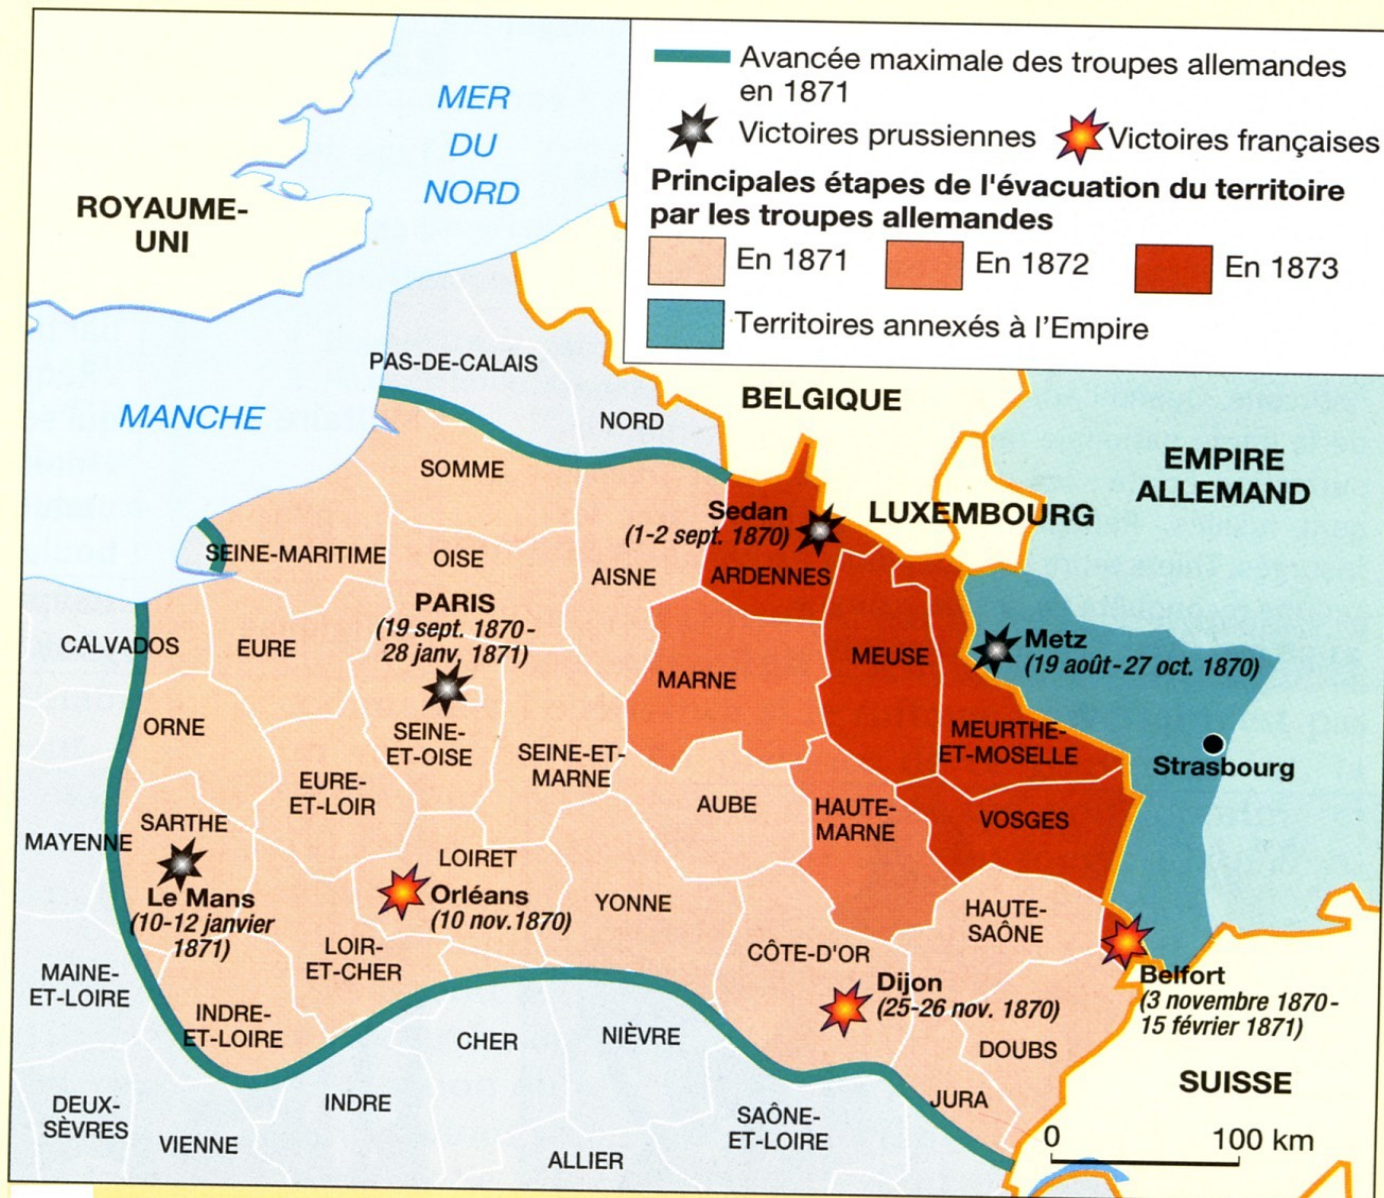 Avancée maximale des troupes allemandes
en 1871
Victoires prussiennes
Victoires françaises
Principales étapes de l'évacuation du territoire
par les troupes allemandes
En 1871
En 1872
En 1873
Territoires annexés à l'Empire
MER
DU
NORD
ROYAUME-
UNI
MANCHE
PAS-DE-CALAIS
NORD
BELGIQUE
EMPIRE
ALLEMAND
LUXEMBOURG
SOMME
Sedan
(1-2 sept. 1870)
SEINE-MARITIME
OISE
AISNE
ARDENNES
PARIS
(19 sept. 1870-
28 janv. 1871)
CALVADOS
EURE
MARNE
MEUSE
Metz
(19 août-27 oct. 1870)
ORNE
SEINE-
ET-OISE
SEINE-ET-
MARNE
MEURTHE-
ET-MOSELLE
Strasbourg
EURE-
ET-LOIR
AUBE
HAUTE-
MARNE
VOSGES
MAYENNE
SARTHE
LOIRET
Le Mans
(10-12 janvier
1871)
Orléans
(10 nov.1870)
YONNE
HAUTE-
SAÔNE
LOIR-
ET-CHER
CÔTE-D'OR
MAINE-
ET-LOIRE
Dijon
(25-26 nov. 1870)
Belfort
(3 novembre 1870-
15 février 1871)
INDRE-
ET-LOIRE
CHER
NIÈVRE
DOUBS
SUISSE
DEUX-
SÈVRES
VIENNE
INDRE
ALLIER
SAÔNE-
ET-LOIRE
JURA
0
100 km